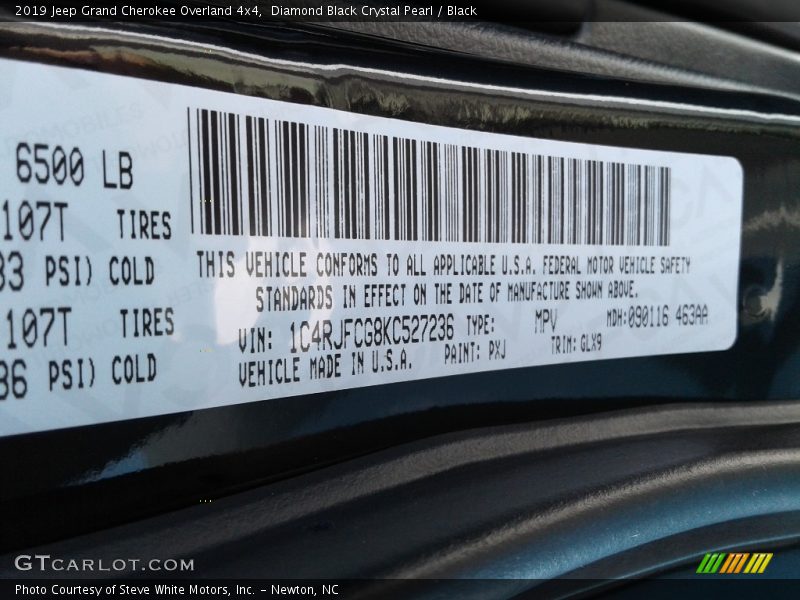 2019 Jeep Grand Cherokee Overland 4x4,  Diamond Black Crystal Pearl / Black
6500 LB
107T TIRES
33 PSI) COLD
107T TIRES
36 PSI) COLD
THIS VEHICLE CONFORMS TO ALL APPLICABLE U.S.A. FEDERAL MOTOR VEHICLE SAFETY
STANDARDS IN EFFECT ON THE DATE OF MANUFACTURE SHOWN ABOVE.
VIN: 1C4RJFCG8KC527236 TYPE: MPV MDH:090116 463AA
VEHICLE MADE IN U.S.A. PAINT: PXJ TRIM:GLX9
GTCARLOT.COM
Photo Courtesy of Steve White Motors, Inc. – Newton, NC